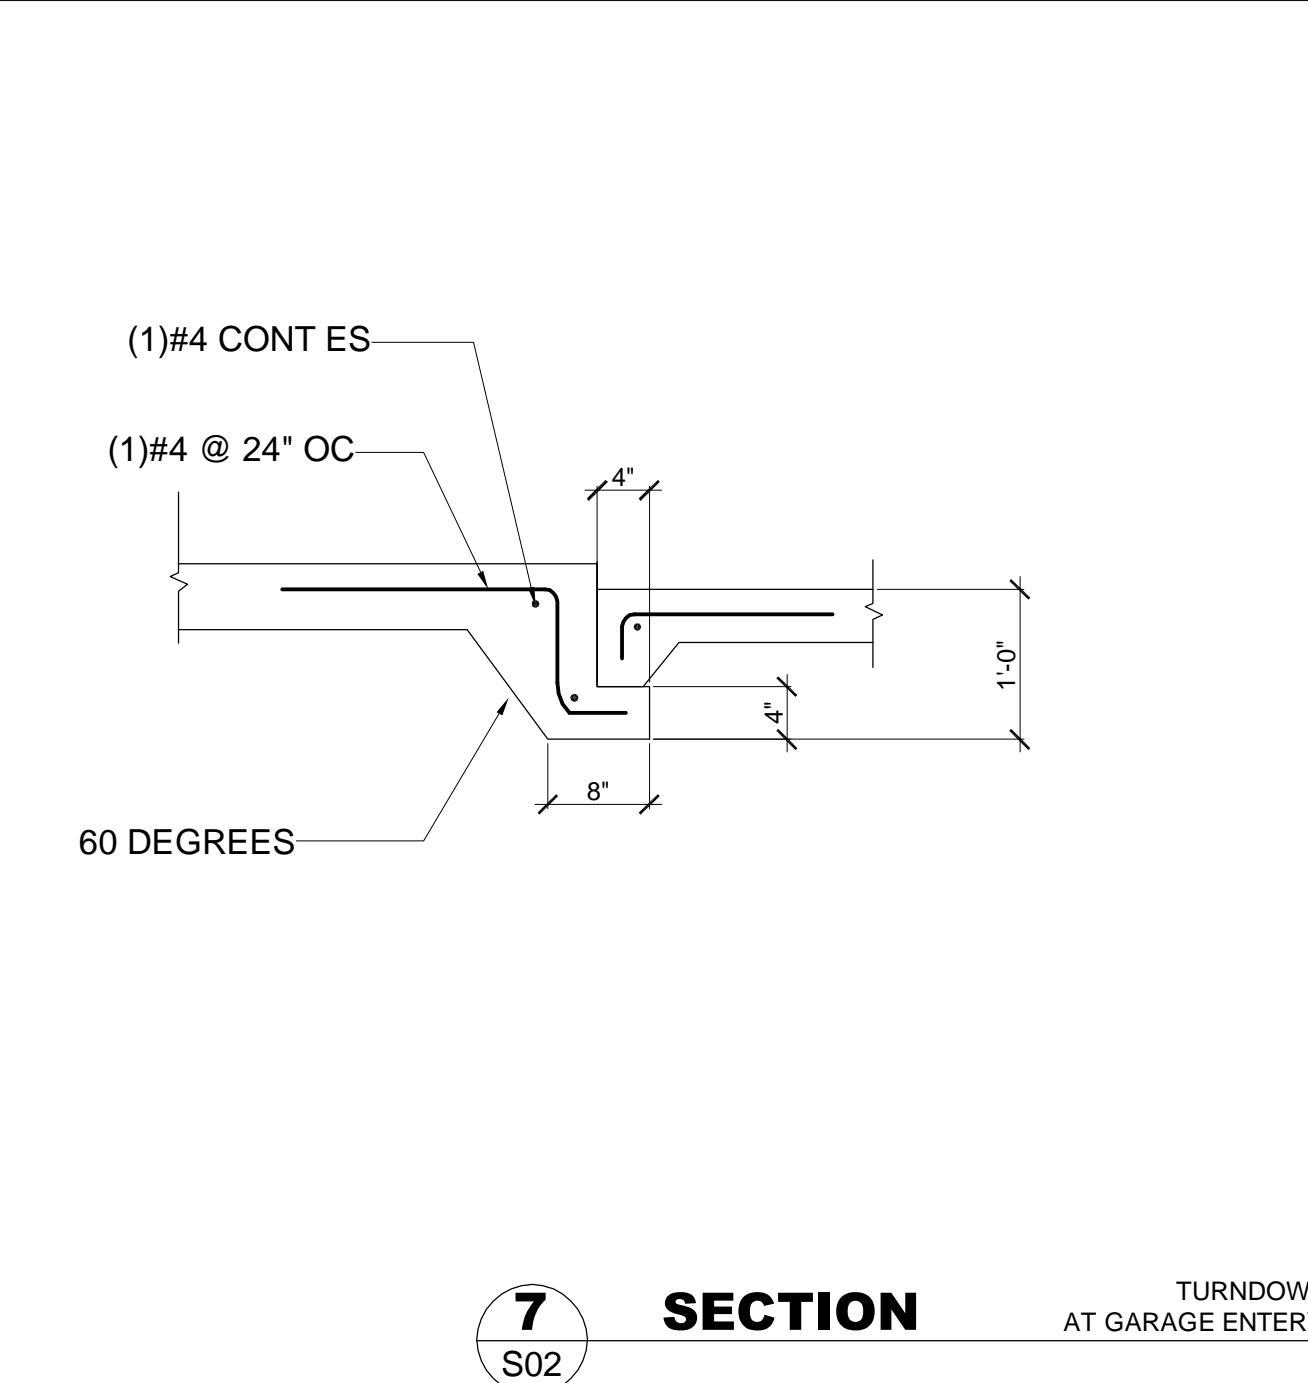 (1)#4 CONT ES
(1)#4 @ 24" OC
4"
1'-0"
4"
8"
60 DEGREES
7
SECTION
S02
TURNDOW
AT GARAGE ENTER